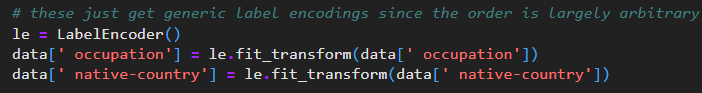 # these just get generic label encodings since the order is largely arbitrary
le = LabelEncoder()
data[' occupation'] = le.fit_transform(data[' occupation'])
data[' native-country'] = le.fit_transform(data[' native-country'])